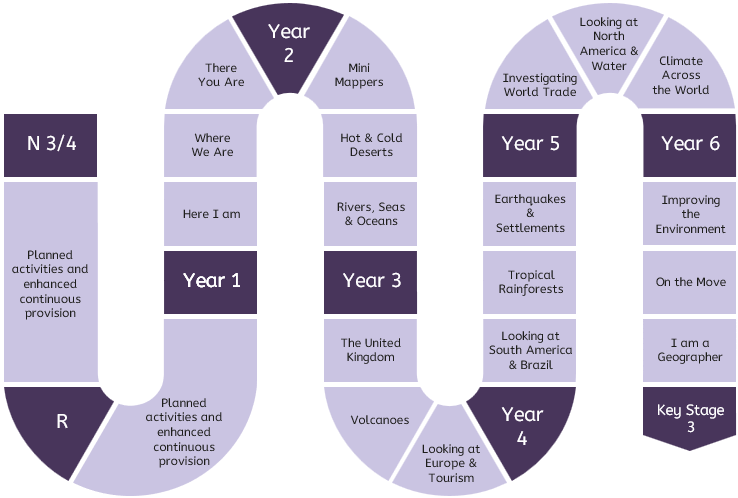 N 3/4
Planned
activities and
enhanced
continuous
provision
R
Planned
activities and
enhanced
continuous
provision
Year 1
Here I am
Where
We Are
There
You Are
Year
2
Mini
Mappers
Hot & Cold
Deserts
Rivers, Seas
& Oceans
Year 3
The United
Kingdom
Volcanoes
Looking at
Europe &
Tourism
Year
4
Looking at
South America
& Brazil
Tropical
Rainforests
Earthquakes
&
Settlements
Year 5
Investigating
World Trade
Looking at
North
America &
Water
Climate
Across
the World
Year 6
Improving
the
Environment
On the Move
I am a
Geographer
Key Stage
3